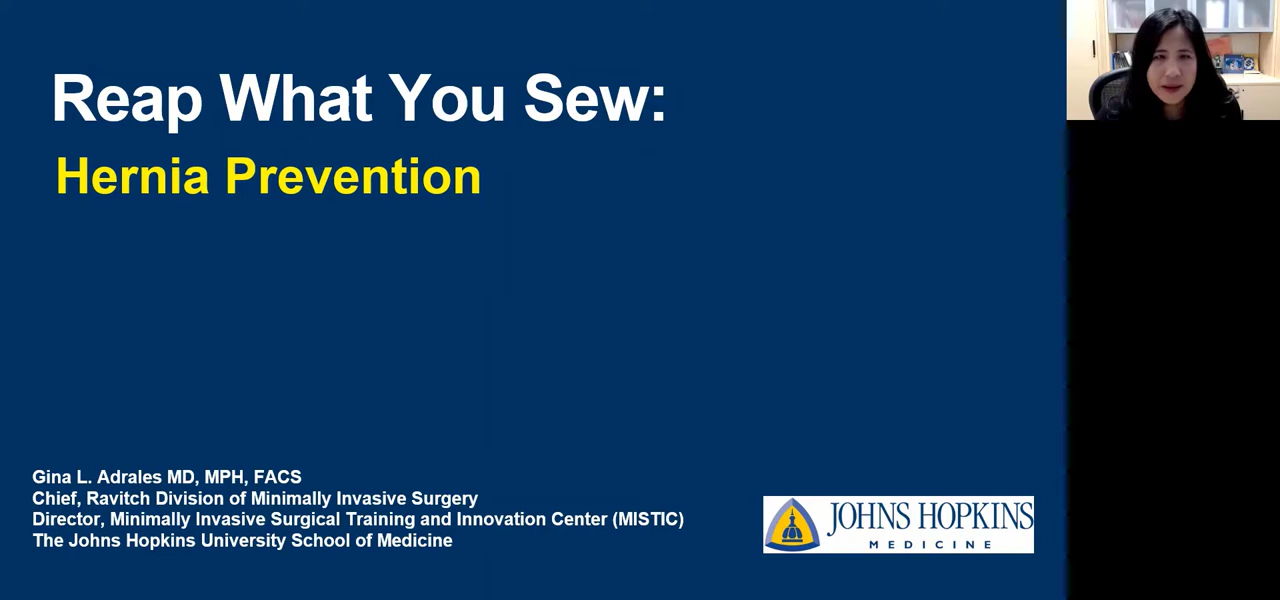 Reap What You Sew:
Hernia Prevention
Gina L. Adrales MD, MPH, FACS
Chief, Ravitch Division of Minimally Invasive Surgery
Director, Minimally Invasive Surgical Training and Innovation Center (MISTIC)
The Johns Hopkins University School of Medicine
JOHNS HOPKINS
MEDICINE